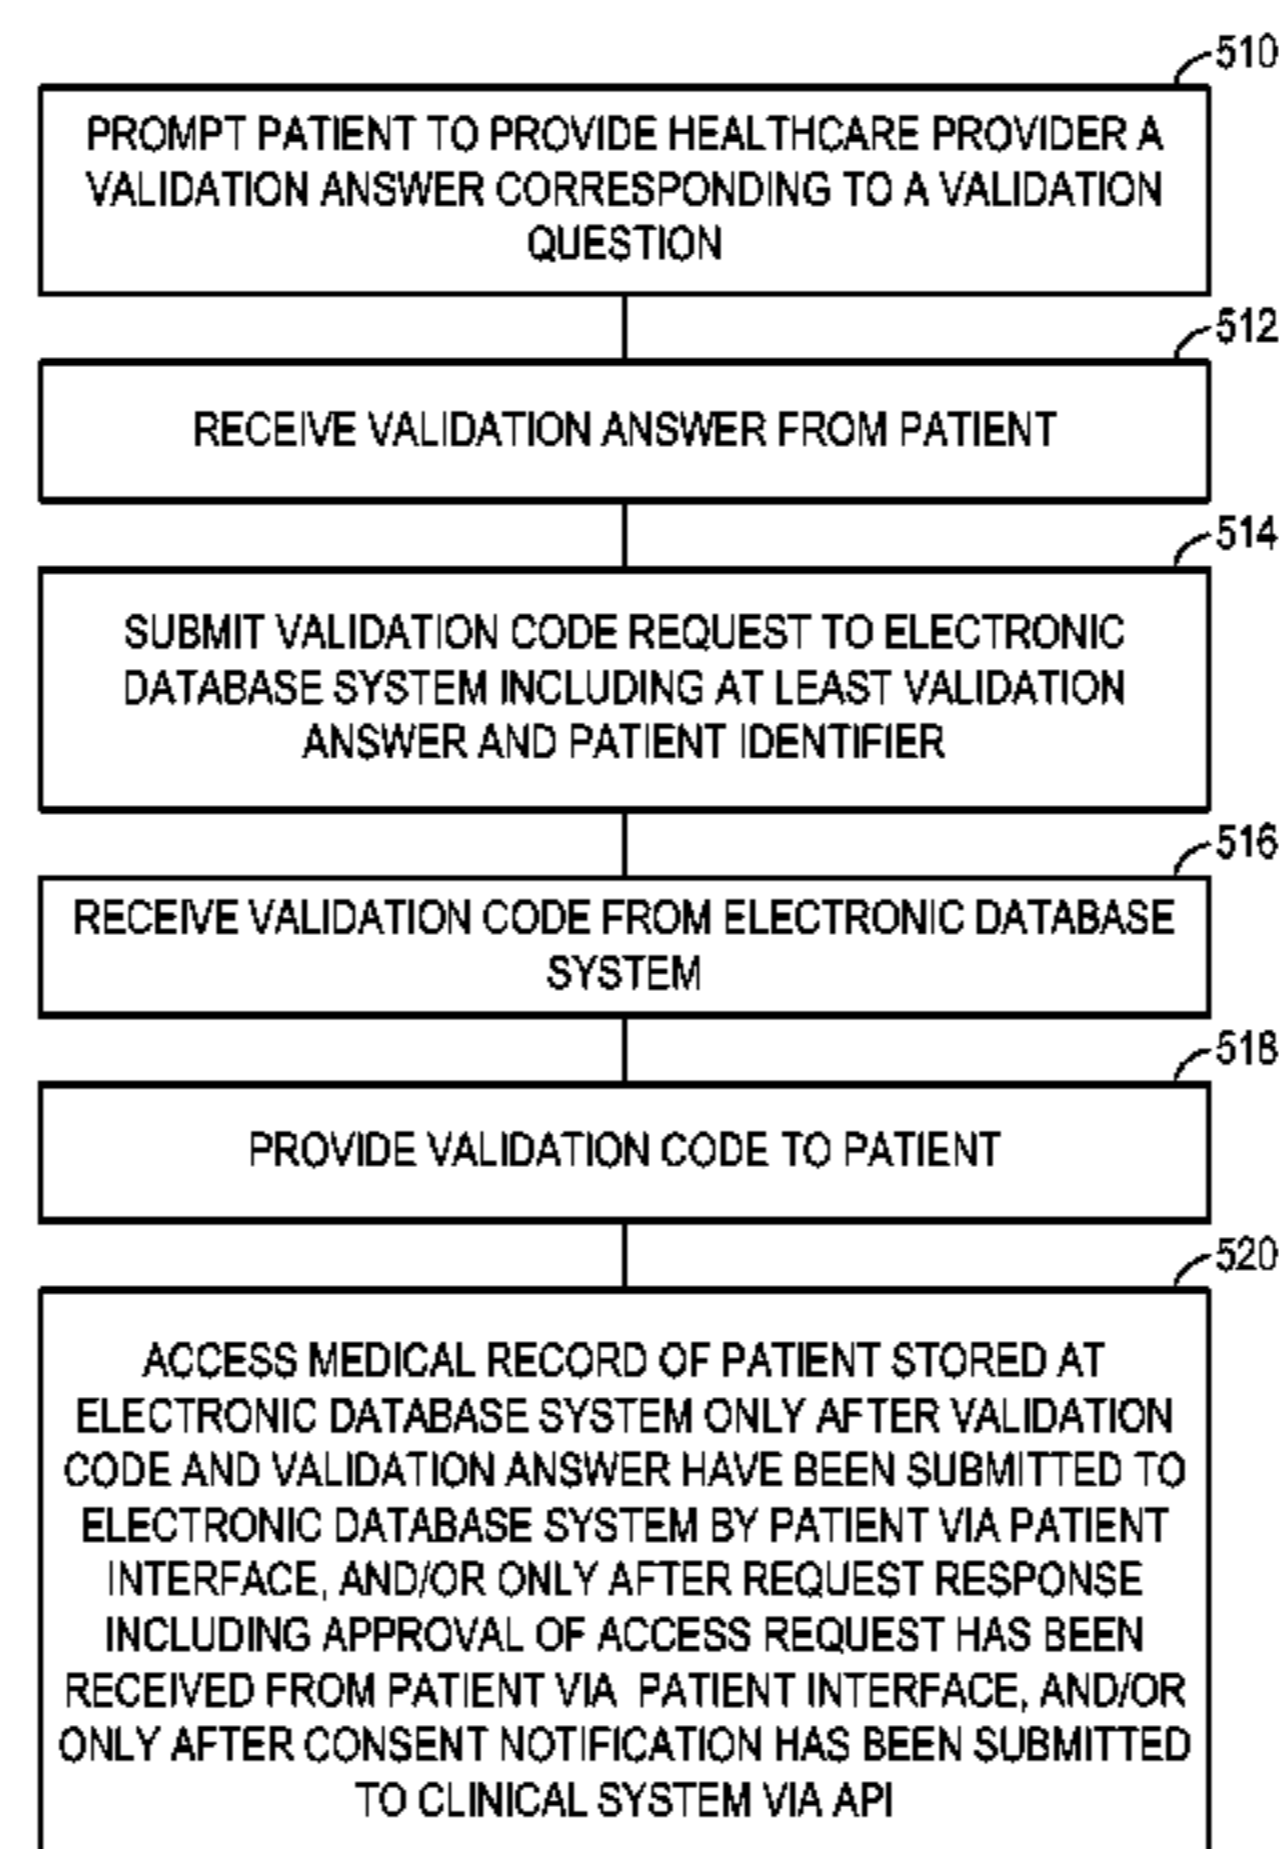 510
PROMPT PATIENT TO PROVIDE HEALTHCARE PROVIDER A
VALIDATION ANSWER CORRESPONDING TO A VALIDATION
QUESTION
512
RECEIVE VALIDATION ANSWER FROM PATIENT
514
SUBMIT VALIDATION CODE REQUEST TO ELECTRONIC
DATABASE SYSTEM INCLUDING AT LEAST VALIDATION
ANSWER AND PATIENT IDENTIFIER
516
RECEIVE VALIDATION CODE FROM ELECTRONIC DATABASE
SYSTEM
518
PROVIDE VALIDATION CODE TO PATIENT
520
ACCESS MEDICAL RECORD OF PATIENT STORED AT
ELECTRONIC DATABASE SYSTEM ONLY AFTER VALIDATION
CODE AND VALIDATION ANSWER HAVE BEEN SUBMITTED TO
ELECTRONIC DATABASE SYSTEM BY PATIENT VIA PATIENT
INTERFACE, AND/OR ONLY AFTER REQUEST RESPONSE
INCLUDING APPROVAL OF ACCESS REQUEST HAS BEEN
RECEIVED FROM PATIENT VIA PATIENT INTERFACE, AND/OR
ONLY AFTER CONSENT NOTIFICATION HAS BEEN SUBMITTED
TO CLINICAL SYSTEM VIA API